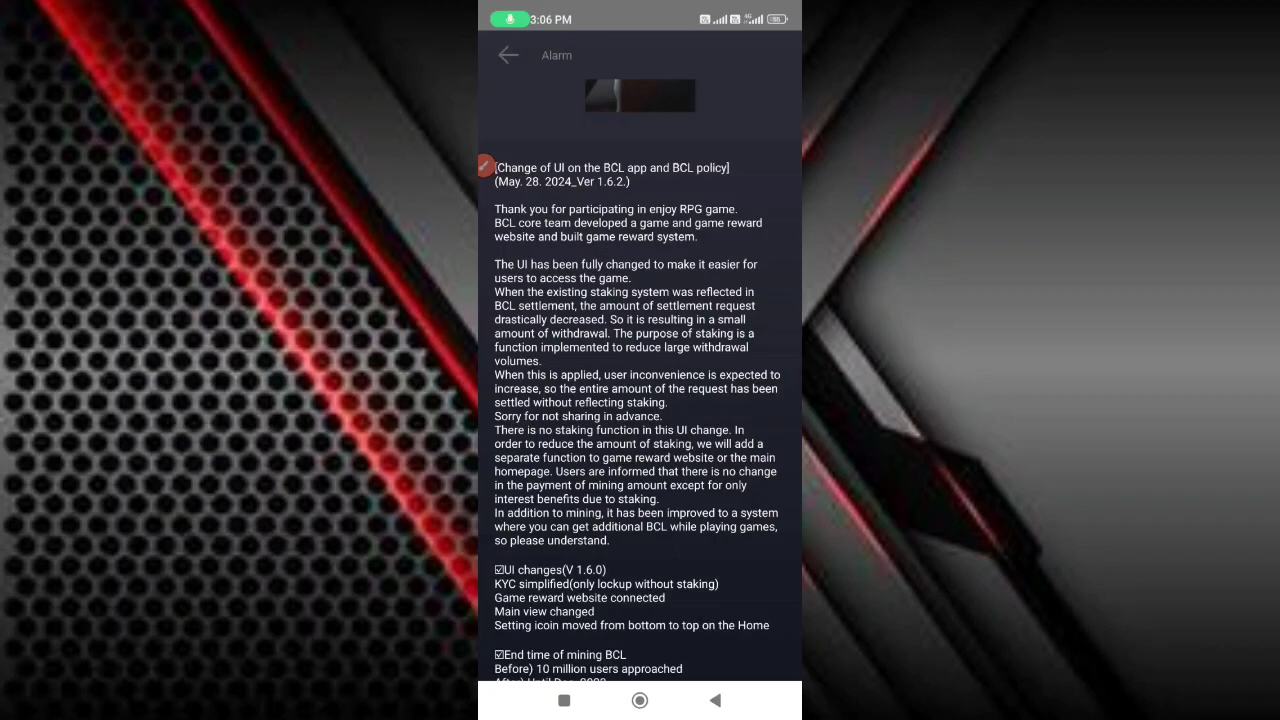 3:06 PM
55
Alarm
[Change of UI on the BCL app and BCL policy]
(May. 28. 2024_Ver 1.6.2.)
Thank you for participating in enjoy RPG game.
BCL core team developed a game and game reward
website and built game reward system.
The UI has been fully changed to make it easier for
users to access the game.
When the existing staking system was reflected in
BCL settlement, the amount of settlement request
drastically decreased. So it is resulting in a small
amount of withdrawal. The purpose of staking is a
function implemented to reduce large withdrawal
volumes.
When this is applied, user inconvenience is expected to
increase, so the entire amount of the request has been
settled without reflecting staking.
Sorry for not sharing in advance.
There is no staking function in this UI change. In
order to reduce the amount of staking, we will add a
separate function to game reward website or the main
homepage. Users are informed that there is no change
in the payment of mining amount except for only
interest benefits due to staking.
In addition to mining, it has been improved to a system
where you can get additional BCL while playing games,
so please understand.
☑UI changes(V 1.6.0)
KYC simplified(only lockup without staking)
Game reward website connected
Main view changed
Setting icoin moved from bottom to top on the Home
☑End time of mining BCL
Before) 10 million users approached